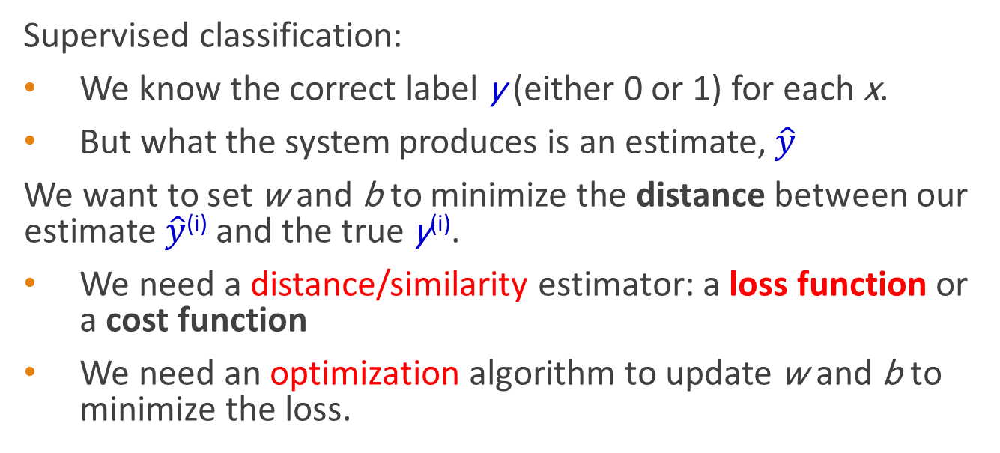 Supervised classification:
• We know the correct label y (either 0 or 1) for each x.
• But what the system produces is an estimate, ŷ
We want to set w and b to minimize the distance between our
estimate ŷ⁽ⁱ⁾ and the true y⁽ⁱ⁾.
• We need a distance/similarity estimator: a loss function or
a cost function
• We need an optimization algorithm to update w and b to
minimize the loss.